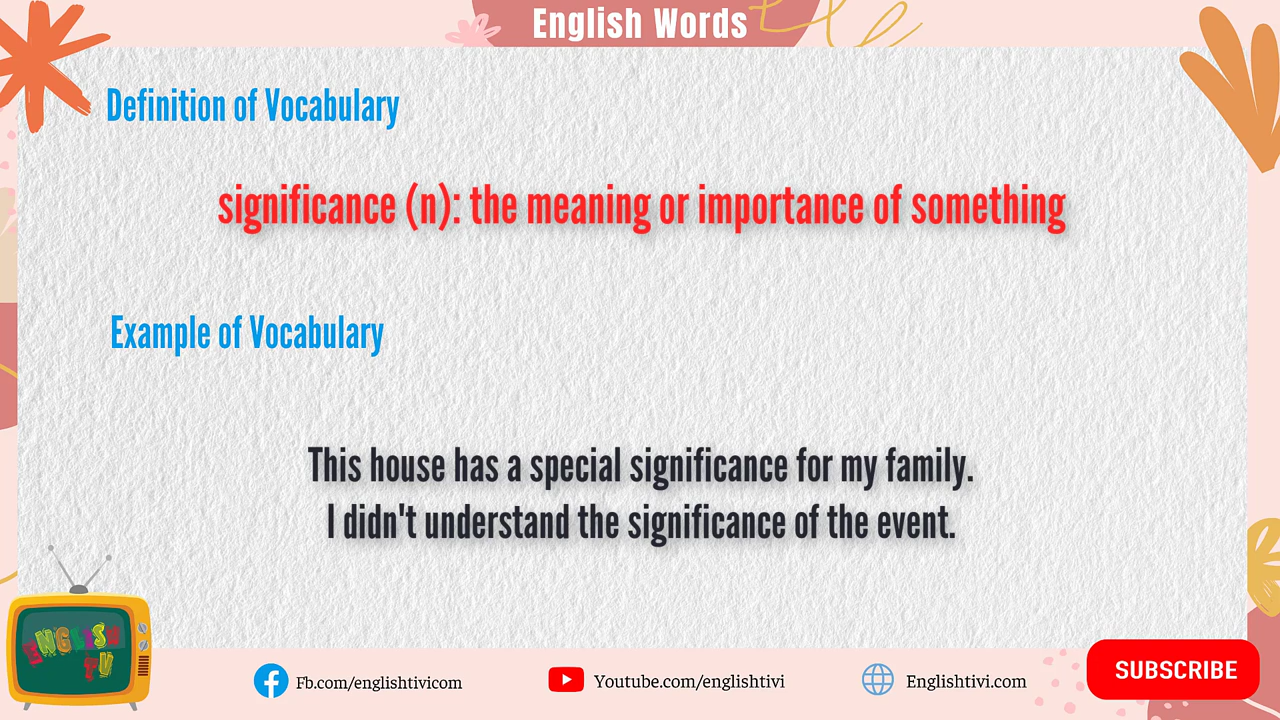 English Words
Definition of Vocabulary
significance (n): the meaning or importance of something
Example of Vocabulary
This house has a special significance for my family.
I didn't understand the significance of the event.
ENGLISH
TV
Fb.com/englishtivicom
Youtube.com/englishtivi
Englishtivi.com
SUBSCRIBE